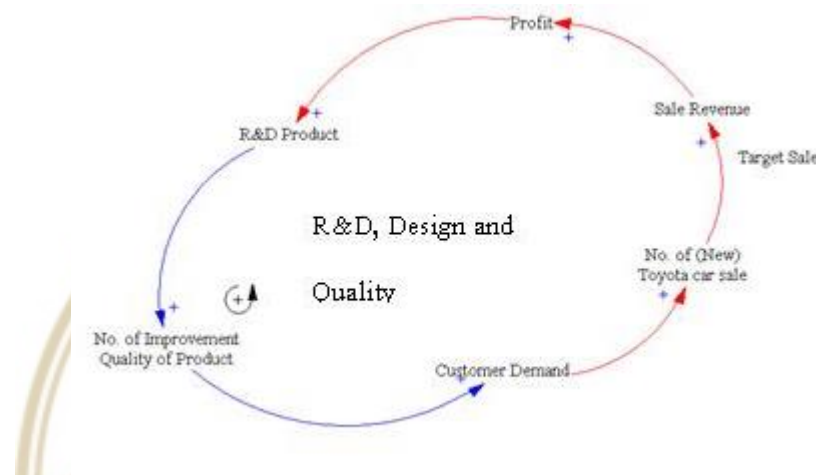 Profit
Sale Revenue
R&D Product
Target Sale
R&D, Design and
Quality
No. of (New)
Toyota car sale
No. of Improvement
Quality of Product
Customer Demand